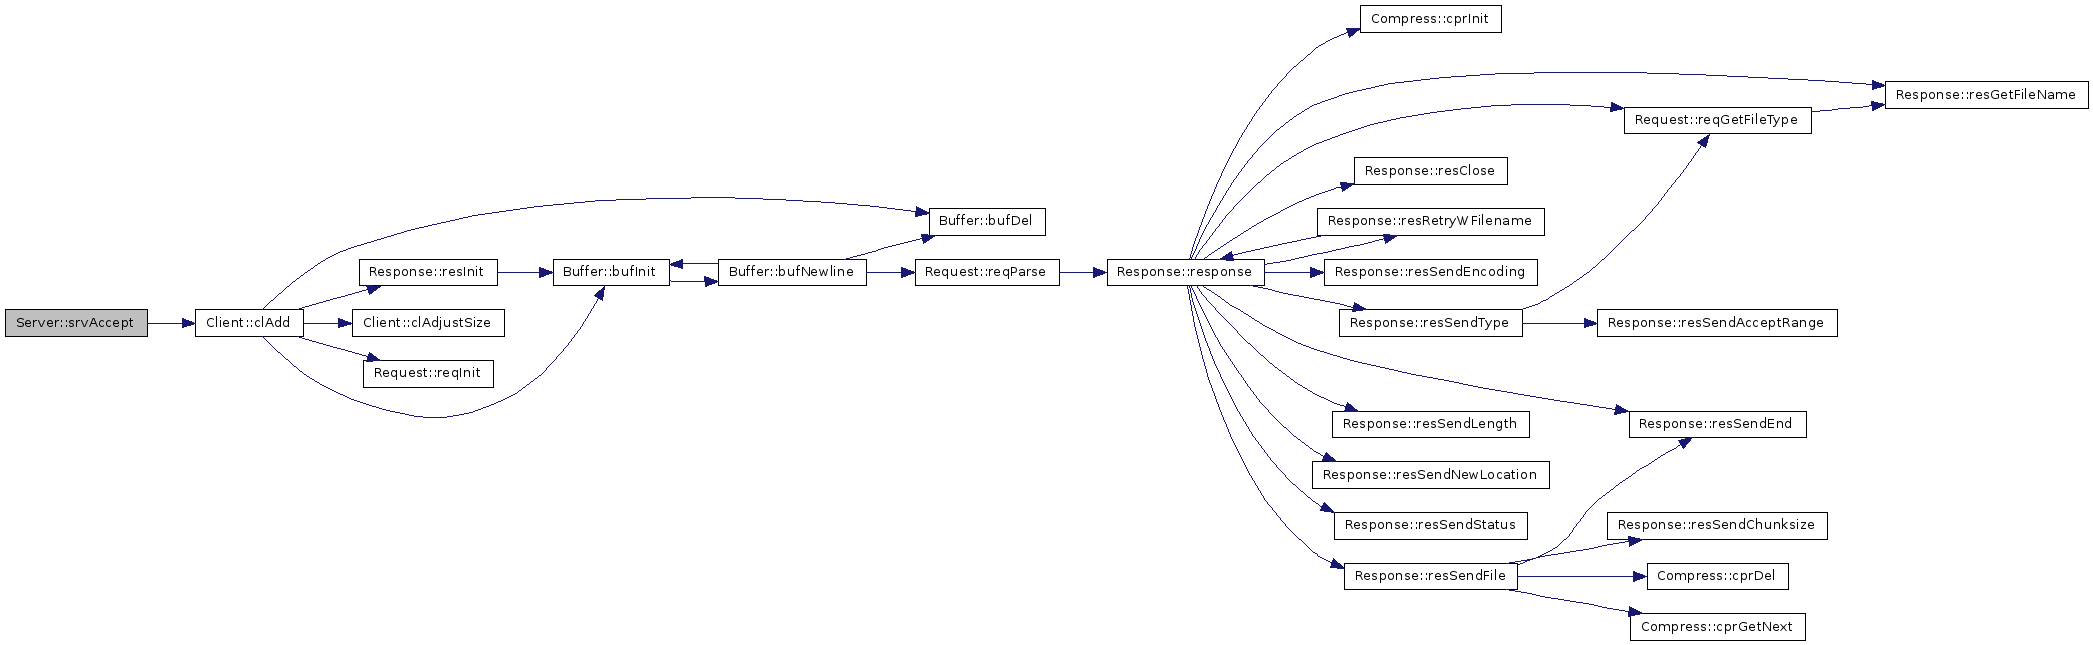 Compress::cprInit
Response::resGetFileName
Request::reqGetFileType
Response::resClose
Buffer::bufDel
Response::resRetryWFilename
Response::resInit
Buffer::bufInit
Buffer::bufNewline
Request::reqParse
Response::response
Response::resSendEncoding
Server::srvAccept
Client::clAdd
Client::clAdjustSize
Response::resSendType
Response::resSendAcceptRange
Request::reqInit
Response::resSendLength
Response::resSendEnd
Response::resSendNewLocation
Response::resSendStatus
Response::resSendChunksize
Response::resSendFile
Compress::cprDel
Compress::cprGetNext